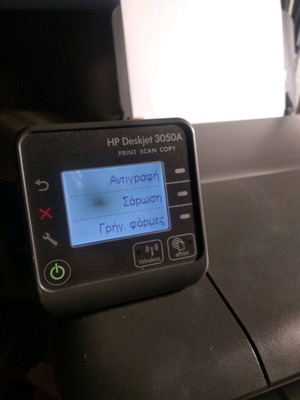 HP Deskjet 3050A
PRINT SCAN COPY
Αντιγραφή
Σάρωση
Γρήγ. φόρμες
Wireless
ePrint